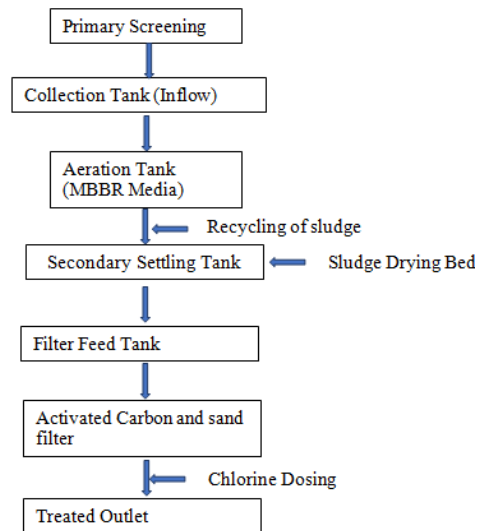 Primary Screening
Collection Tank (Inflow)
Aeration Tank
(MBBR Media)
Recycling of sludge
Secondary Settling Tank
Sludge Drying Bed
Filter Feed Tank
Activated Carbon and sand
filter
Chlorine Dosing
Treated Outlet